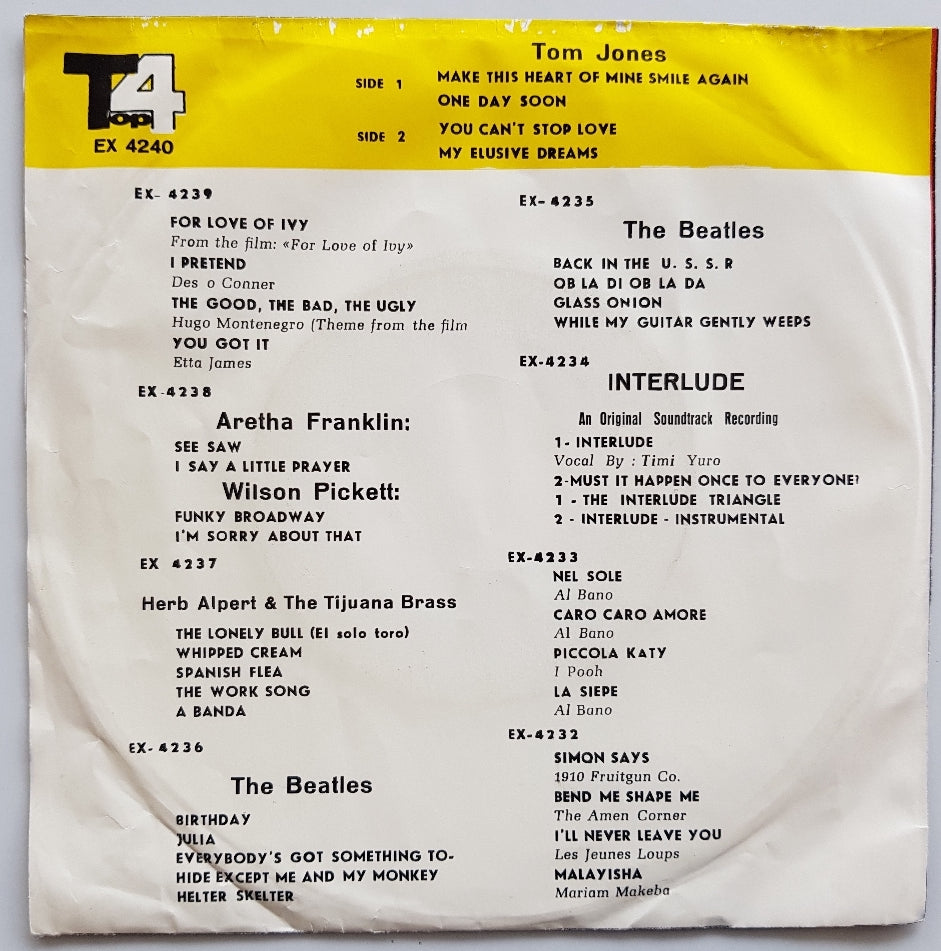 Top4
EX 4240
Tom Jones
SIDE 1
MAKE THIS HEART OF MINE SMILE AGAIN
ONE DAY SOON
SIDE 2
YOU CAN'T STOP LOVE
MY ELUSIVE DREAMS
EX- 4239
FOR LOVE OF IVY
From the film: «For Love of Ivy»
I PRETEND
Des o Conner
THE GOOD, THE BAD, THE UGLY
Hugo Montenegro (Theme from the film
YOU GOT IT
Etta James
EX-4238
Aretha Franklin:
SEE SAW
I SAY A LITTLE PRAYER
Wilson Pickett:
FUNKY BROADWAY
I'M SORRY ABOUT THAT
EX 4237
Herb Alpert & The Tijuana Brass
THE LONELY BULL (El solo toro)
WHIPPED CREAM
SPANISH FLEA
THE WORK SONG
A BANDA
EX- 4236
The Beatles
BIRTHDAY
JULIA
EVERYBODY'S GOT SOMETHING TO-
HIDE EXCEPT ME AND MY MONKEY
HELTER SKELTER
EX- 4235
The Beatles
BACK IN THE U. S. S. R
OB LA DI OB LA DA
GLASS ONION
WHILE MY GUITAR GENTLY WEEPS
EX-4234
INTERLUDE
An Original Soundtrack Recording
1- INTERLUDE
Vocal By : Timi Yuro
2-MUST IT HAPPEN ONCE TO EVERYONE?
1 - THE INTERLUDE TRIANGLE
2 - INTERLUDE - INSTRUMENTAL
EX-4233
NEL SOLE
Al Bano
CARO CARO AMORE
Al Bano
PICCOLA KATY
I Pooh
LA SIEPE
Al Bano
EX-4232
SIMON SAYS
1910 Fruitgun Co.
BEND ME SHAPE ME
The Amen Corner
I'LL NEVER LEAVE YOU
Les Jeunes Loups
MALAYISHA
Mariam Makeba